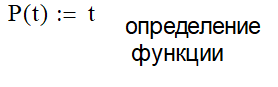 P(t) := t
определение
функции